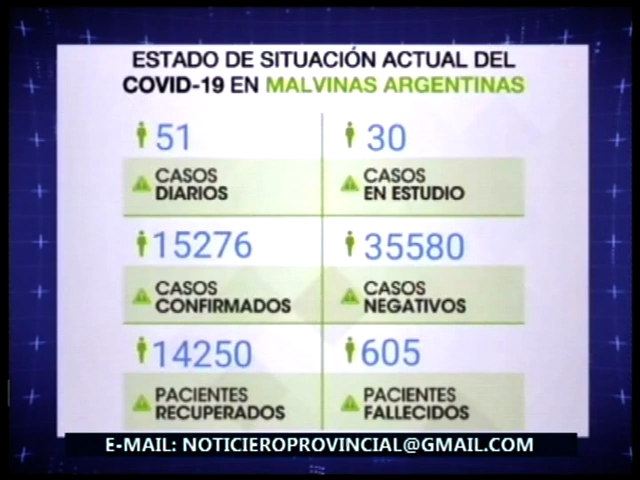 ESTADO DE SITUACIÓN ACTUAL DEL
COVID-19 EN MALVINAS ARGENTINAS
51
CASOS
DIARIOS
30
CASOS
EN ESTUDIO
15276
CASOS
CONFIRMADOS
35580
CASOS
NEGATIVOS
14250
PACIENTES
RECUPERADOS
605
PACIENTES
FALLECIDOS
E-MAIL: NOTICIEROPROVINCIAL@GMAIL.COM